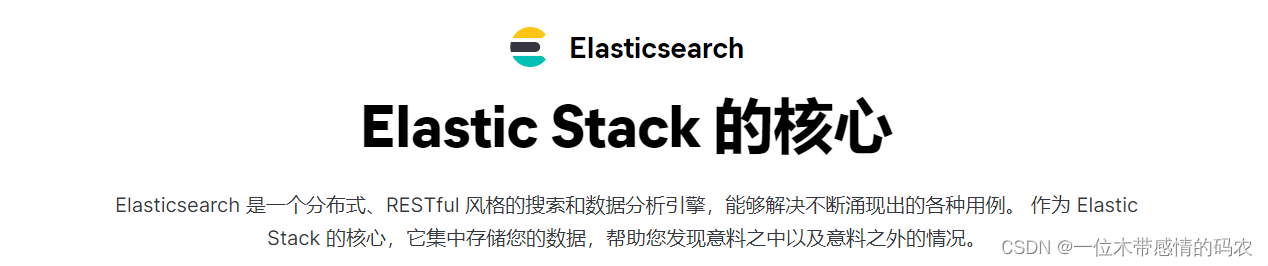 Elasticsearch
Elastic Stack 的核心
Elasticsearch 是一个分布式、RESTful 风格的搜索和数据分析引擎，能够解决不断涌现出的各种用例。 作为 Elastic
Stack 的核心，它集中存储您的数据，帮助您发现意料之中以及意料之外的情况。
CSDN @一位木带感情的码农